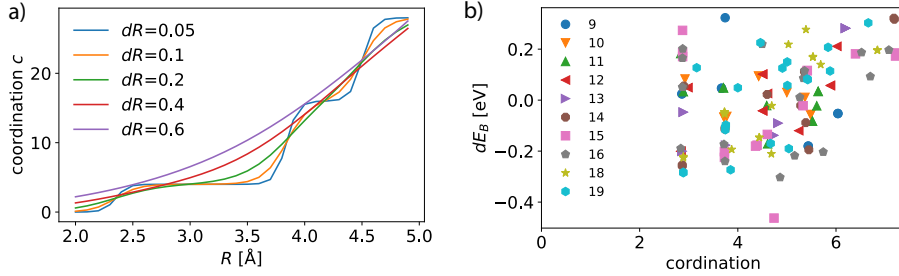 a)
coordination c
20
10
0
dR=0.05
dR=0.1
dR=0.2
dR=0.4
dR=0.6
2.0 2.5 3.0 3.5 4.0 4.5 5.0
R [Å]
b)
dE_B [eV]
0.2
0.0
−0.2
−0.4
9
10
11
12
13
14
15
16
18
19
0 2 4 6
cordination